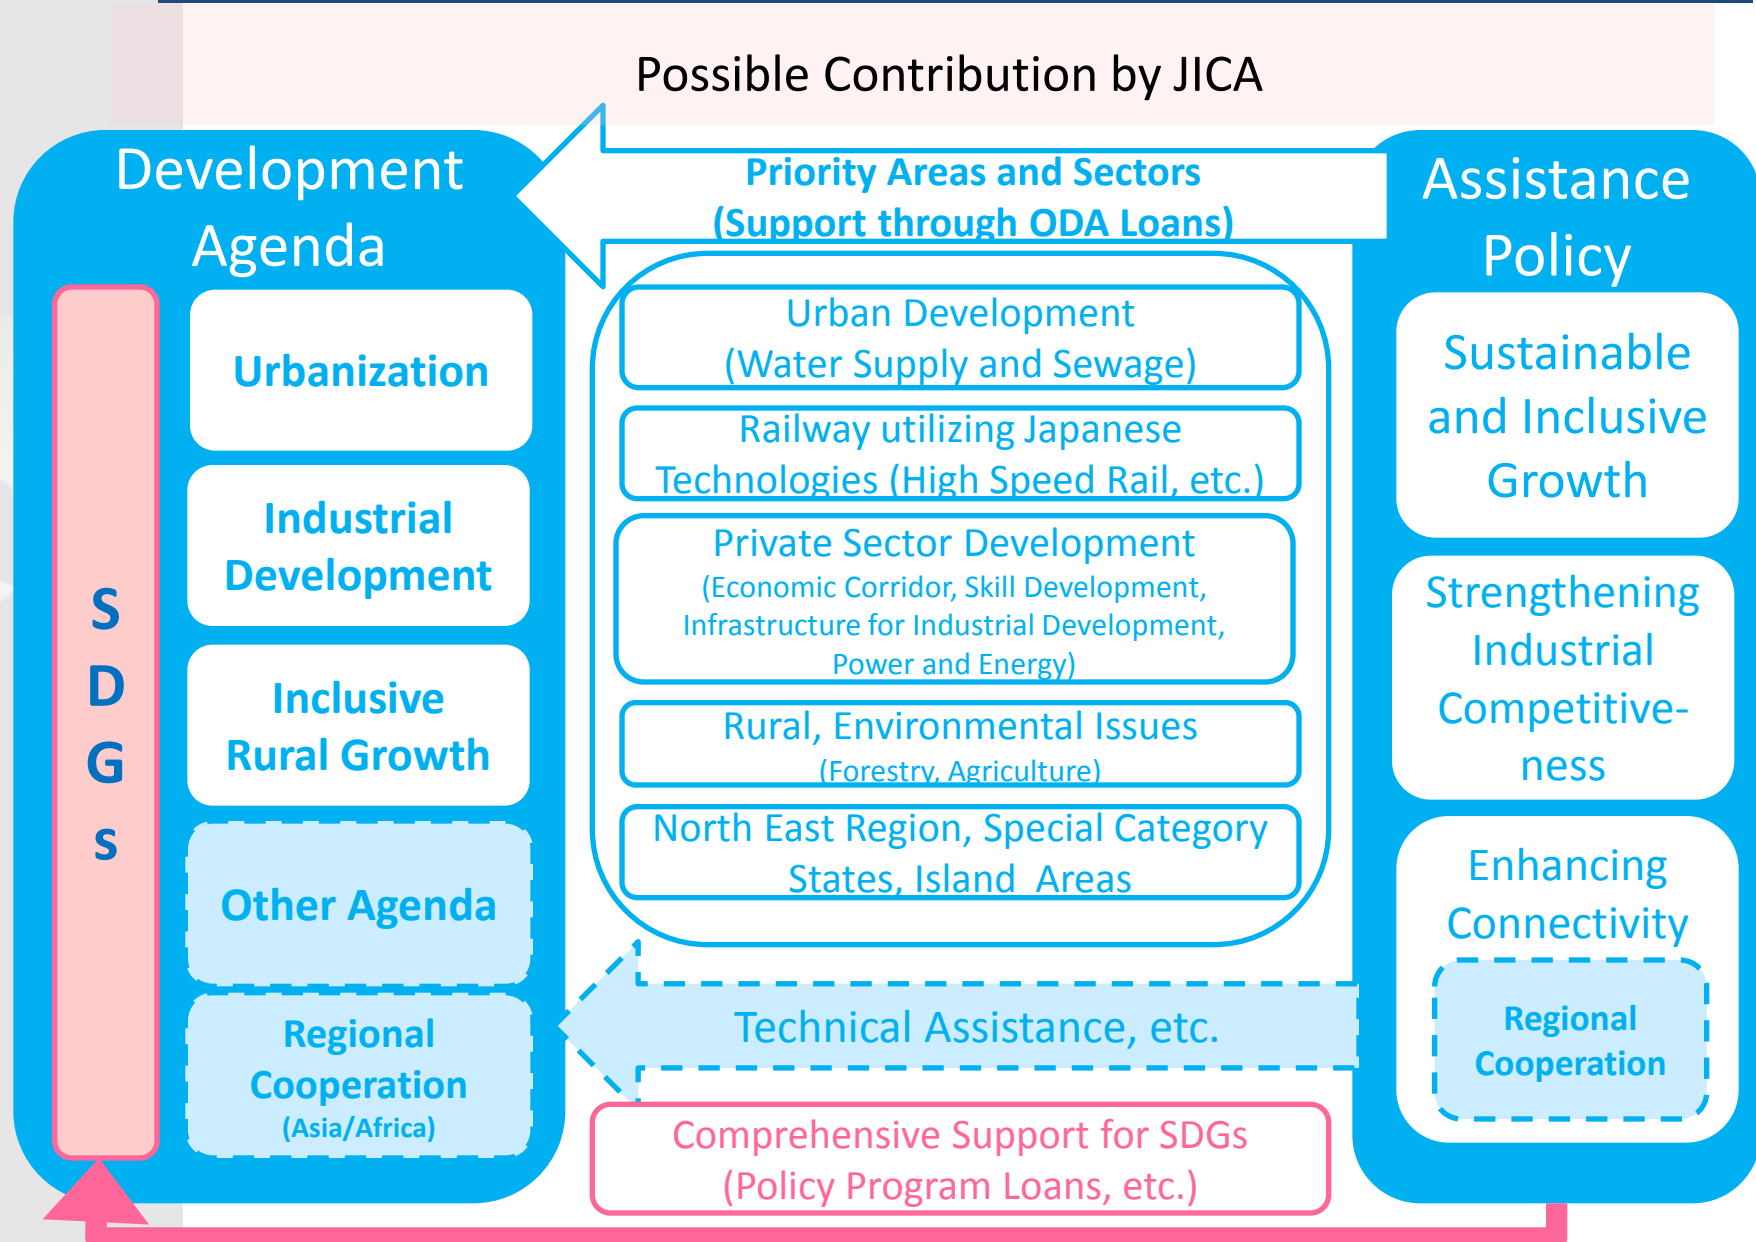 Possible Contribution by JICA
Development
Agenda
S
D
G
s
Urbanization
Industrial
Development
Inclusive
Rural Growth
Other Agenda
Regional
Cooperation
(Asia/Africa)
Priority Areas and Sectors
(Support through ODA Loans)
Urban Development
(Water Supply and Sewage)
Railway utilizing Japanese
Technologies (High Speed Rail, etc.)
Private Sector Development
(Economic Corridor, Skill Development,
Infrastructure for Industrial Development,
Power and Energy)
Rural, Environmental Issues
(Forestry, Agriculture)
North East Region, Special Category
States, Island Areas
Technical Assistance, etc.
Comprehensive Support for SDGs
(Policy Program Loans, etc.)
Assistance
Policy
Sustainable
and Inclusive
Growth
Strengthening
Industrial
Competitive-
ness
Enhancing
Connectivity
Regional
Cooperation